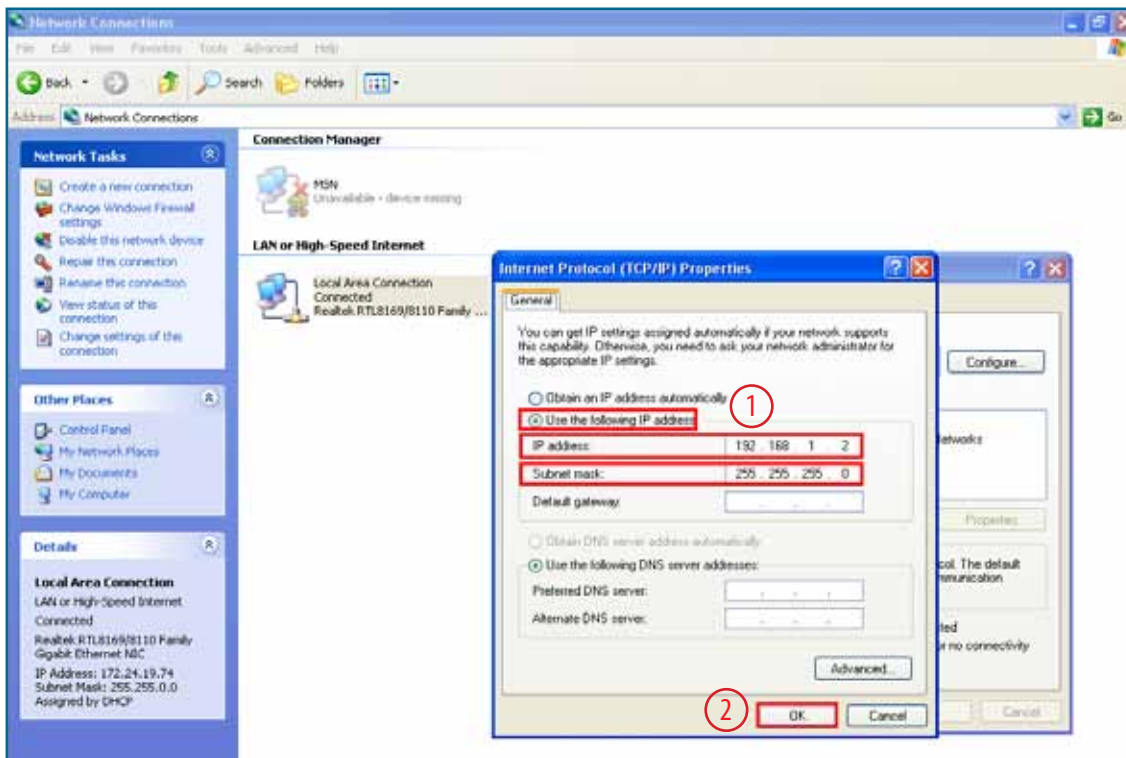 Network Connections
File Edit View Favorites Tools Advanced Help
Back Search Folders
Address Network Connections Go
Network Tasks
Create a new connection
Change Windows Firewall
settings
Disable this network device
Repair this connection
Rename this connection
View status of this
connection
Change settings of this
connection
Other Places
Control Panel
My Network Places
My Documents
My Computer
Details
Local Area Connection
LAN or High-Speed Internet
Connected
Realtek RTL8169/8110 Family
Gigabit Ethernet NIC
IP Address: 172.24.19.74
Subnet Mask: 255.255.0.0
Assigned by DHCP
Connection Manager
MSN
Unavailable - device missing
LAN or High-Speed Internet
Local Area Connection
Connected
Realtek RTL8169/8110 Family ...
Internet Protocol (TCP/IP) Properties
General
You can get IP settings assigned automatically if your network supports
this capability. Otherwise, you need to ask your network administrator for
the appropriate IP settings.
Obtain an IP address automatically
1
Use the following IP address
IP address: 192 . 168 . 1 . 2
Subnet mask: 255 . 255 . 255 . 0
Default gateway: . . .
Obtain DNS server address automatically
Use the following DNS server addresses:
Preferred DNS server: . . .
Alternate DNS server: . . .
Advanced...
2
OK
Cancel
Configure...
etworks
Properties
col. The default
mmunication
ted
or no connectivity
Cancel